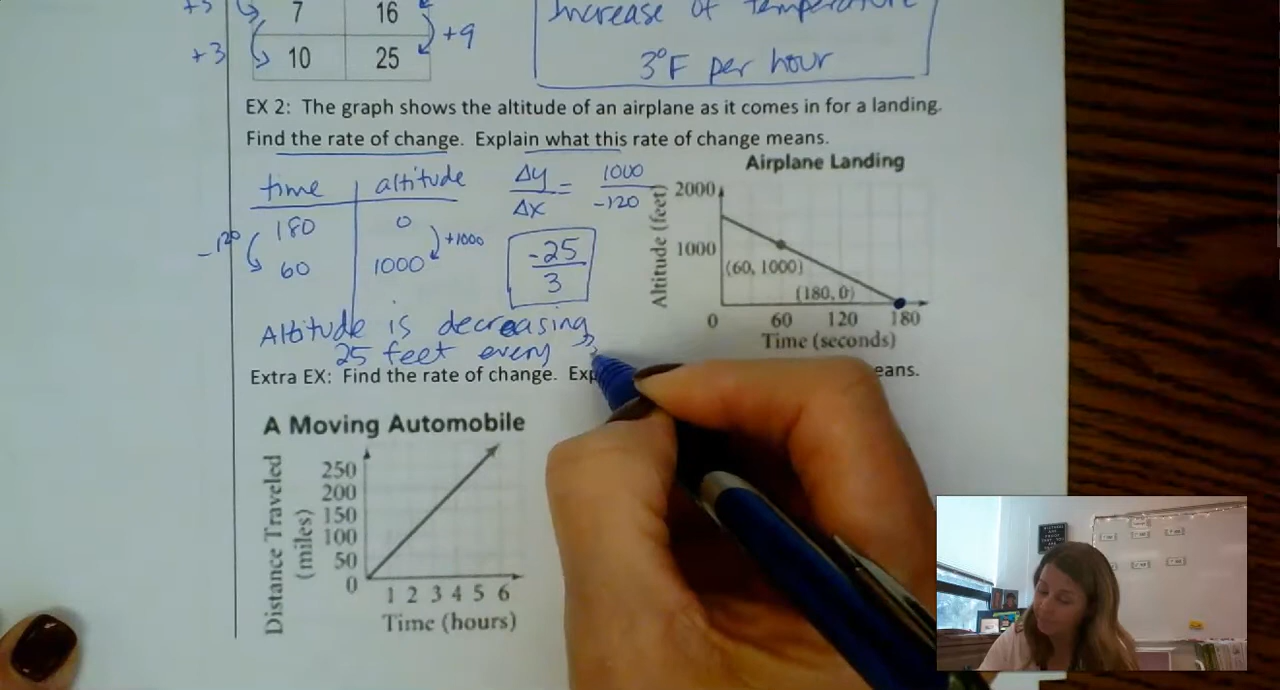 7 16
+3 10 25 +9
Increase of temperature
3°F per hour
EX 2: The graph shows the altitude of an airplane as it comes in for a landing.
Find the rate of change. Explain what this rate of change means.
time altitude
180 0
60 1000
-120
+1000
Δy/Δx = 1000/-120
-25/3
Altitude is decreasing
25 feet every 3
Airplane Landing
Altitude (feet)
2000
1000
(60, 1000)
(180, 0)
0 60 120 180
Time (seconds)
Extra EX: Find the rate of change. Exp eans.
A Moving Automobile
Distance Traveled
(miles)
250
200
150
100
50
0
1 2 3 4 5 6
Time (hours)